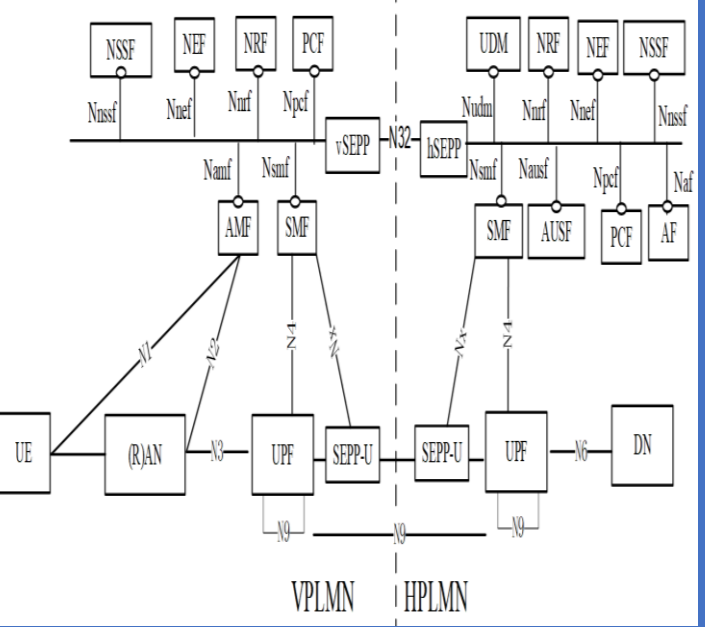 NSSF NEF NRF PCF UDM NRF NEF NSSF
Nnssf Nnef Nnrf Npcf Nudm Nnrf Nnef Nnssf
vSEPP N32 hSEPP
Namf Nsmf Nsmf Nausf Npcf Naf
AMF SMF SMF AUSF PCF AF
N1 N2 N4 Nx Nx N4
UE (R)AN N3 UPF SEPP-U SEPP-U UPF N6 DN
N9 N9 N9
VPLMN HPLMN